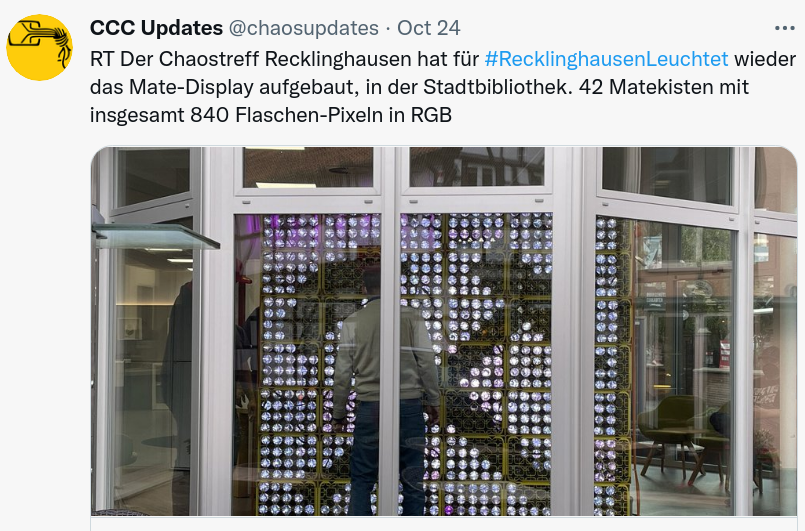 CCC Updates @chaosupdates · Oct 24
RT Der Chaostreff Recklinghausen hat für #RecklinghausenLeuchtet wieder
das Mate-Display aufgebaut, in der Stadtbibliothek. 42 Matekisten mit
insgesamt 840 Flaschen-Pixeln in RGB